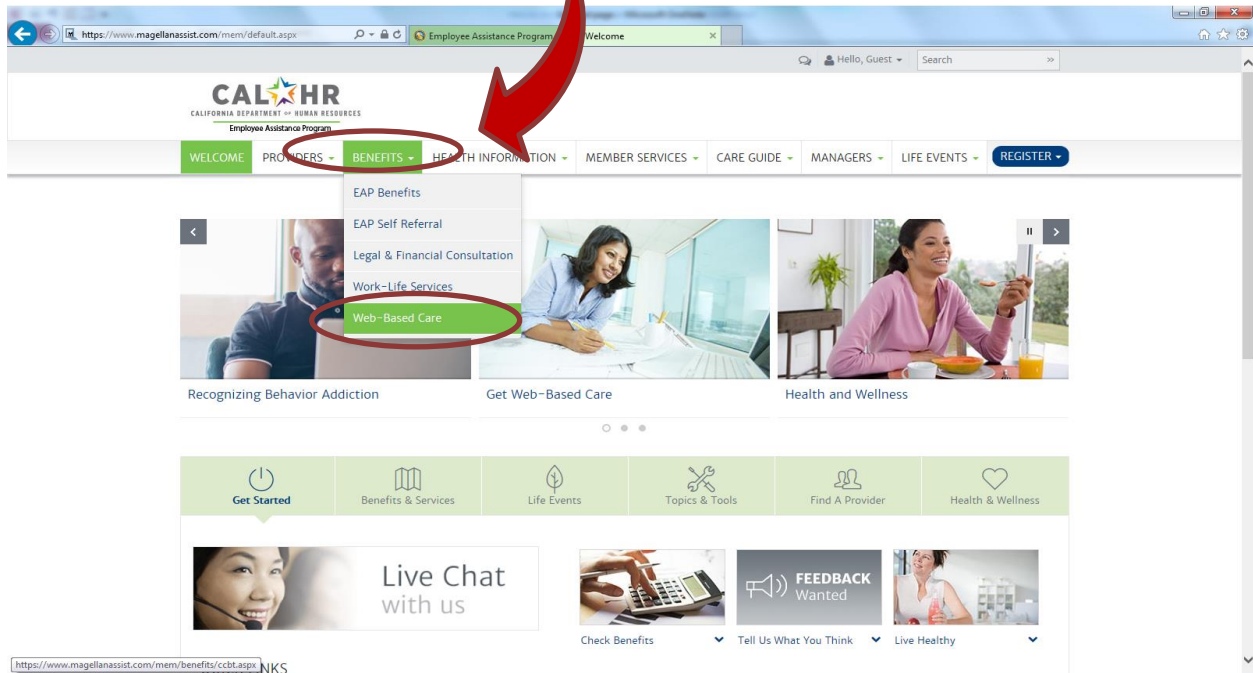 https://www.magellanassist.com/mem/default.aspx
Employee Assistance Program
Welcome
Hello, Guest
Search
CAL HR
CALIFORNIA DEPARTMENT OF HUMAN RESOURCES
Employee Assistance Program
WELCOME PROVIDERS BENEFITS HEALTH INFORMATION MEMBER SERVICES CARE GUIDE MANAGERS LIFE EVENTS REGISTER
EAP Benefits
EAP Self Referral
Legal & Financial Consultation
Work-Life Services
Web-Based Care
Recognizing Behavior Addiction
Get Web-Based Care
Health and Wellness
Get Started
Benefits & Services
Life Events
Topics & Tools
Find A Provider
Health & Wellness
Live Chat
with us
FEEDBACK
Wanted
Check Benefits
Tell Us What You Think
Live Healthy
https://www.magellanassist.com/mem/benefits/ccbt.aspx